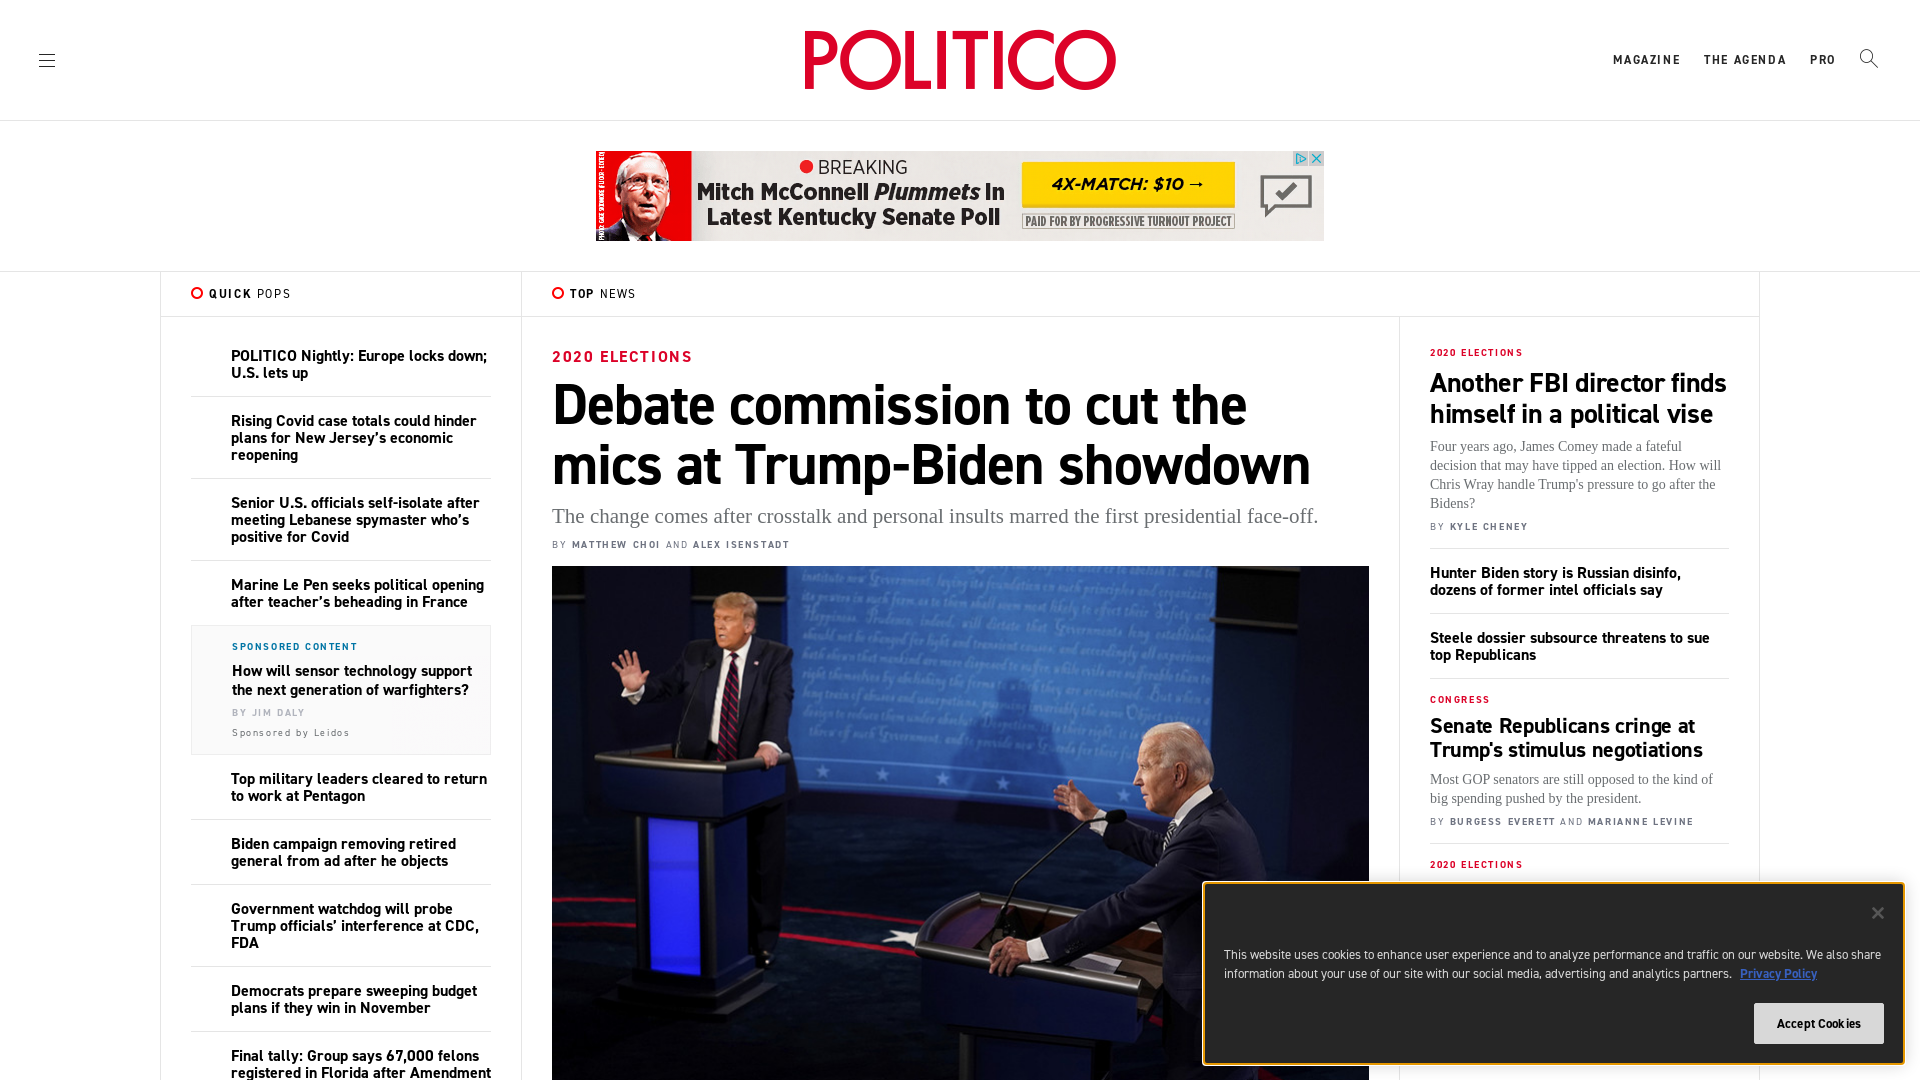 POLITICO
MAGAZINE
THE AGENDA
PRO
BREAKING
Mitch McConnell Plummets In
Latest Kentucky Senate Poll
4X-MATCH: $10 →
PAID FOR BY PROGRESSIVE TURNOUT PROJECT
QUICK POPS
POLITICO Nightly: Europe locks down;
U.S. lets up
Rising Covid case totals could hinder
plans for New Jersey’s economic
reopening
Senior U.S. officials self-isolate after
meeting Lebanese spymaster who’s
positive for Covid
Marine Le Pen seeks political opening
after teacher’s beheading in France
SPONSORED CONTENT
How will sensor technology support
the next generation of warfighters?
BY JIM DALY
Sponsored by Leidos
Top military leaders cleared to return
to work at Pentagon
Biden campaign removing retired
general from ad after he objects
Government watchdog will probe
Trump officials’ interference at CDC,
FDA
Democrats prepare sweeping budget
plans if they win in November
Final tally: Group says 67,000 felons
registered in Florida after Amendment
TOP NEWS
2020 ELECTIONS
Debate commission to cut the
mics at Trump-Biden showdown
The change comes after crosstalk and personal insults marred the first presidential face-off.
BY MATTHEW CHOI AND ALEX ISENSTADT
2020 ELECTIONS
Another FBI director finds
himself in a political vise
Four years ago, James Comey made a fateful
decision that may have tipped an election. How will
Chris Wray handle Trump's pressure to go after the
Bidens?
BY KYLE CHENEY
Hunter Biden story is Russian disinfo,
dozens of former intel officials say
Steele dossier subsource threatens to sue
top Republicans
CONGRESS
Senate Republicans cringe at
Trump's stimulus negotiations
Most GOP senators are still opposed to the kind of
big spending pushed by the president.
BY BURGESS EVERETT AND MARIANNE LEVINE
2020 ELECTIONS
This website uses cookies to enhance user experience and to analyze performance and traffic on our website. We also share
information about your use of our site with our social media, advertising and analytics partners. Privacy Policy
Accept Cookies